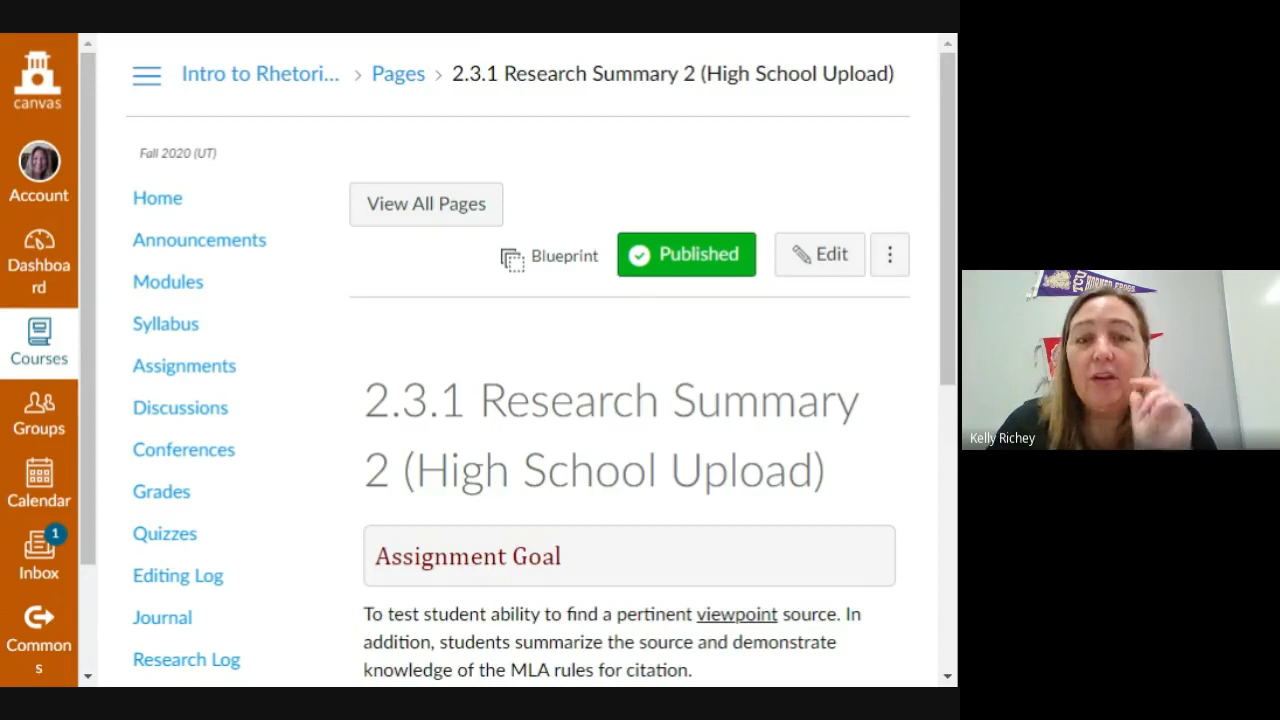 canvas
Account
Dashboa
rd
Courses
Groups
Calendar
1
Inbox
Common
s
Intro to Rhetori... > Pages > 2.3.1 Research Summary 2 (High School Upload)
Fall 2020 (UT)
Home
Announcements
Modules
Syllabus
Assignments
Discussions
Conferences
Grades
Quizzes
Editing Log
Journal
Research Log
View All Pages
Blueprint
Published
Edit
2.3.1 Research Summary
2 (High School Upload)
Assignment Goal
To test student ability to find a pertinent viewpoint source. In
addition, students summarize the source and demonstrate
knowledge of the MLA rules for citation.
TCU HORNED FROGS
Kelly Richey